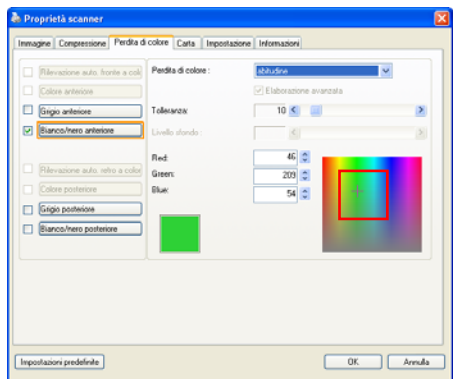 Proprietà scanner
Immagine Compressione Perdita di colore Carta Impostazione Informazioni
Rilevazione auto. fronte a colo
Colore anteriore
Grigio anteriore
Bianco/nero anteriore
Rilevazione auto. retro a color
Colore posteriore
Grigio posteriore
Bianco/nero posteriore
Perdita di colore : abitudine
Elaborazione avanzata
Tolleranza: 10
Livello sfondo :
Red: 46
Green: 209
Blue: 54
Impostazioni predefinite OK Annulla